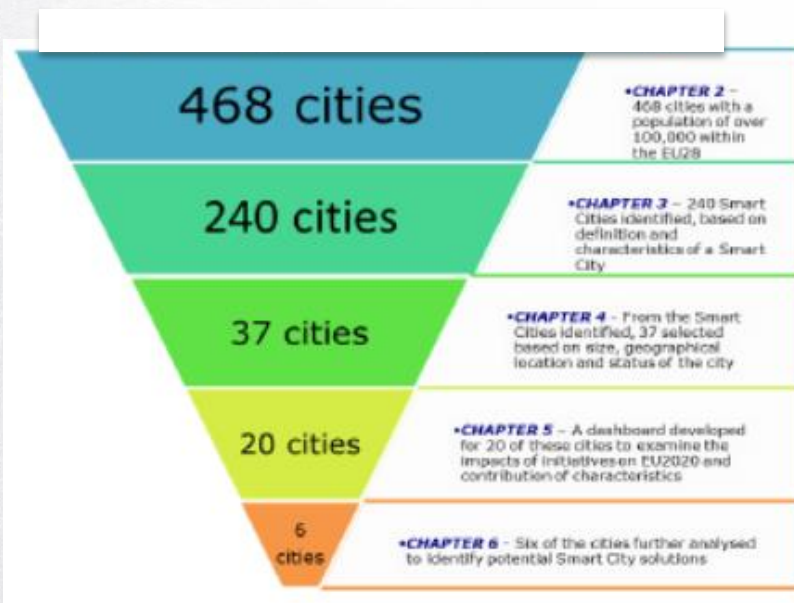 468 cities
•CHAPTER 2 –
468 cities with a
population of over
100,000 within
the EU28
240 cities
•CHAPTER 3 – 240 Smart
Cities identified, based on
definition and
characteristics of a Smart
City
37 cities
•CHAPTER 4 - From the Smart
Cities identified, 37 selected
based on size, geographical
location and status of the city
20 cities
•CHAPTER 5 – A dashboard developed
for 20 of these cities to examine the
impacts of initiatives on EU2020 and
contribution of characteristics
6
cities
•CHAPTER 6 - Six of the cities further analysed
to identify potential Smart City solutions